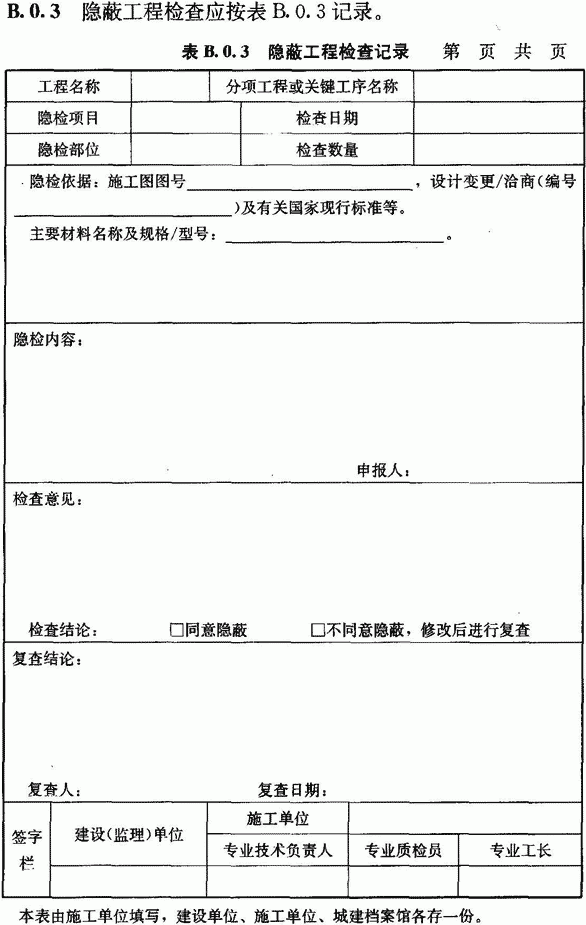 B.0.3 隐蔽工程检查应按表 B.0.3 记录。
表 B.0.3 隐蔽工程检查记录 第 页 共 页
工程名称 分项工程或关键工序名称
隐检项目 检查日期
隐检部位 检查数量
隐检依据：施工图图号____________________，设计变更/洽商(编号
____________________)及有关国家现行标准等。
主要材料名称及规格/型号：____________________。
隐检内容：
申报人：
检查意见：
检查结论： □同意隐蔽 □不同意隐蔽，修改后进行复查
复查结论：
复查人： 复查日期：
签字栏 建设(监理)单位 施工单位
专业技术负责人 专业质检员 专业工长
本表由施工单位填写，建设单位、施工单位、城建档案馆各存一份。